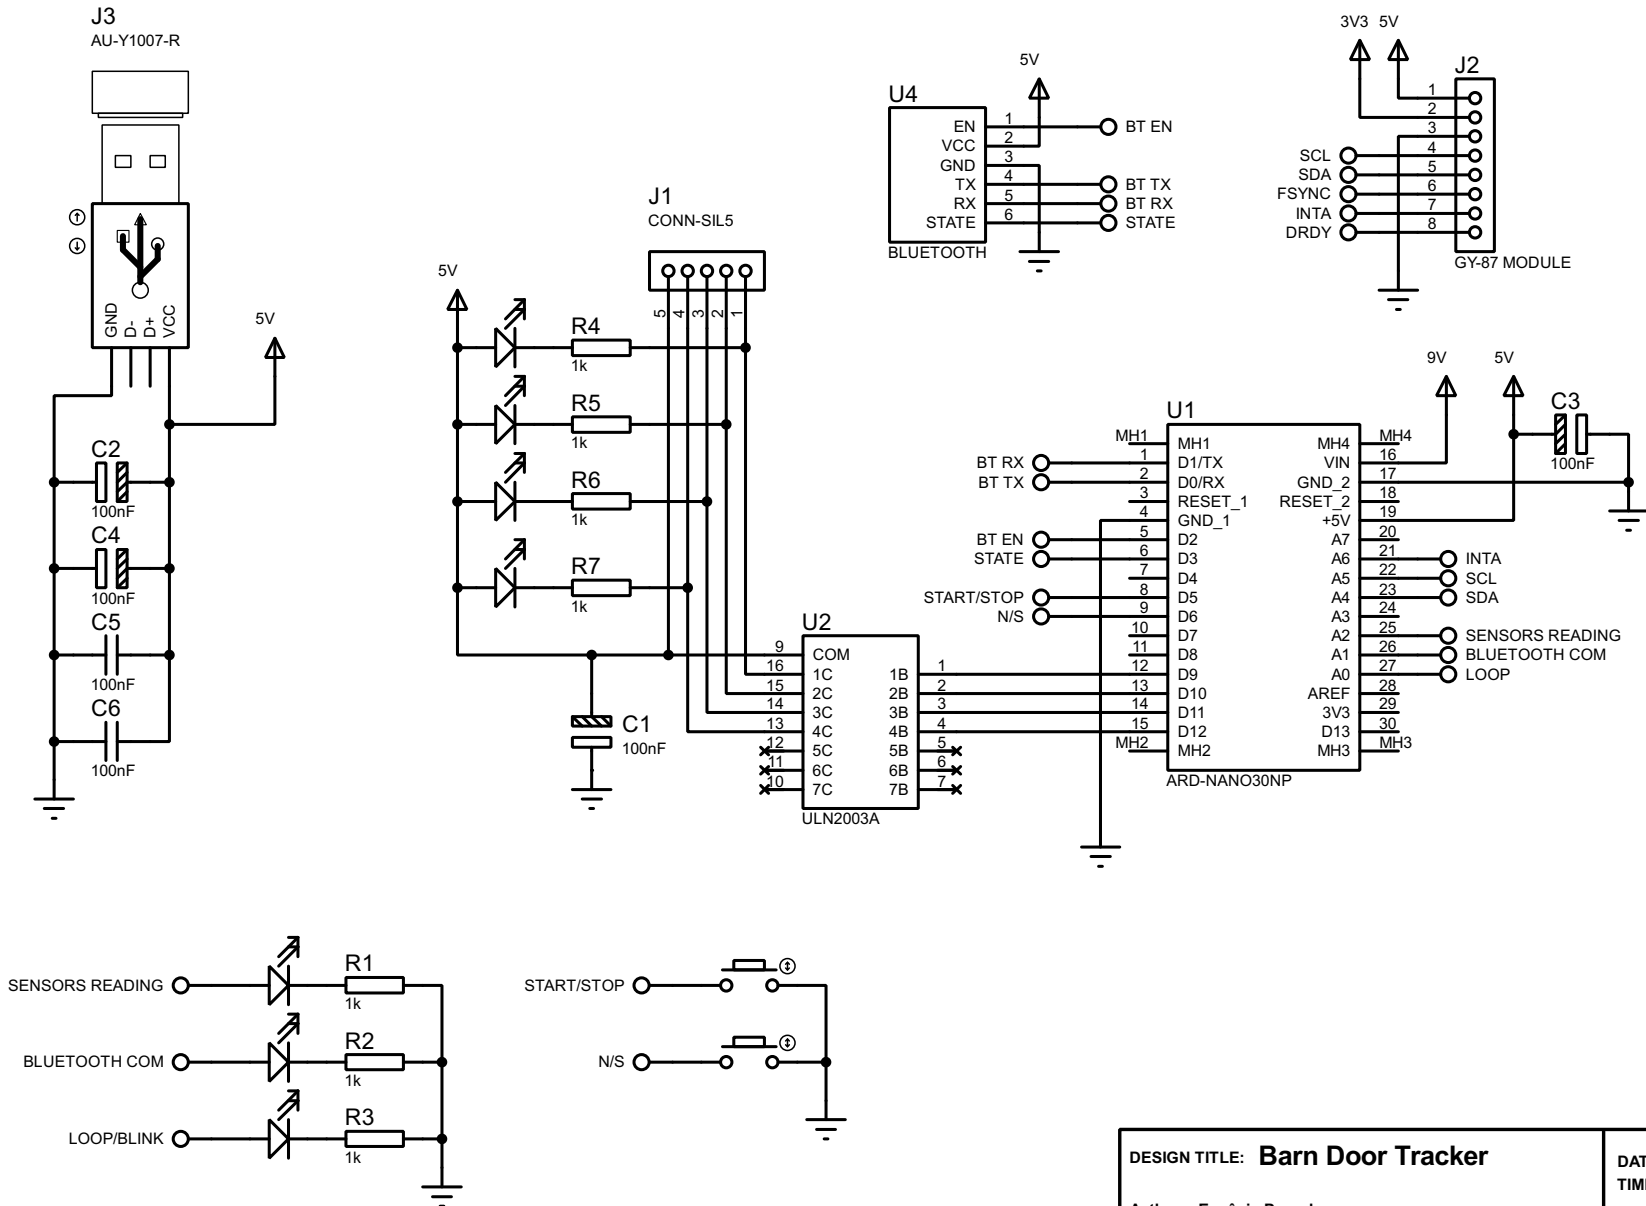 J3
AU-Y1007-R
GND
D-
D+
VCC
5V
C2
100nF
C4
100nF
C5
100nF
C6
100nF
J1
CONN-SIL5
5V
5
4
3
2
1
R4
1k
R5
1k
R6
1k
R7
1k
C1
100nF
U2
9 COM
16 1C 1B 1
15 2C 2B 2
14 3C 3B 3
13 4C 4B 4
12 5C 5B 5
11 6C 6B 6
10 7C 7B 7
ULN2003A
U4
5V
EN 1 BT EN
VCC 2
GND 3
TX 4 BT TX
RX 5 BT RX
STATE 6 STATE
BLUETOOTH
3V3 5V
J2
1
2
3
SCL 4
SDA 5
FSYNC 6
INTA 7
DRDY 8
GY-87 MODULE
9V 5V
C3
100nF
U1
MH1 MH1 MH4 MH4
BT RX 1 D1/TX VIN 16
BT TX 2 D0/RX GND_2 17
3 RESET_1 RESET_2 18
4 GND_1 +5V 19
BT EN 5 D2 A7 20
STATE 6 D3 A6 21 INTA
7 D4 A5 22 SCL
START/STOP 8 D5 A4 23 SDA
N/S 9 D6 A3 24
10 D7 A2 25 SENSORS READING
11 D8 A1 26 BLUETOOTH COM
12 D9 A0 27 LOOP
13 D10 AREF 28
14 D11 3V3 29
15 D12 D13 30
MH2 MH2 MH3 MH3
ARD-NANO30NP
SENSORS READING
R1
1k
BLUETOOTH COM
R2
1k
LOOP/BLINK
R3
1k
START/STOP
N/S
DESIGN TITLE: Barn Door Tracker